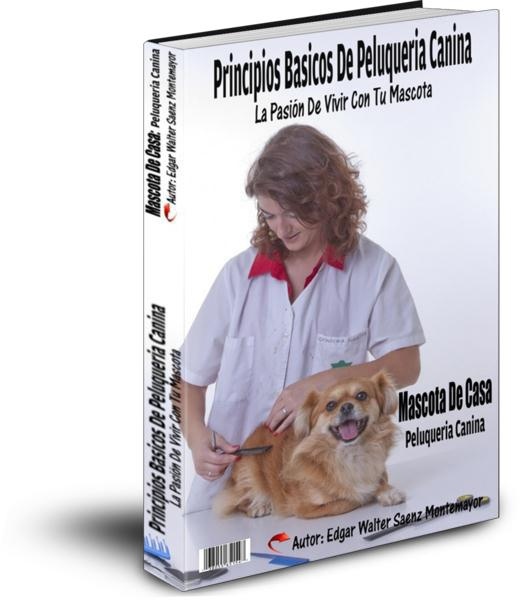 Principios Basicos De Peluqueria Canina
La Pasión De Vivir Con Tu Mascota
Mascota De Casa
Peluqueria Canina
Autor: Edgar Walter Saenz Montemayor
Mascota De Casa: Peluqueria Canina
Autor: Edgar Walter Saenz Montemayor
Principios Basicos De Peluqueria Canina
La Pasión De Vivir Con Tu Mascota